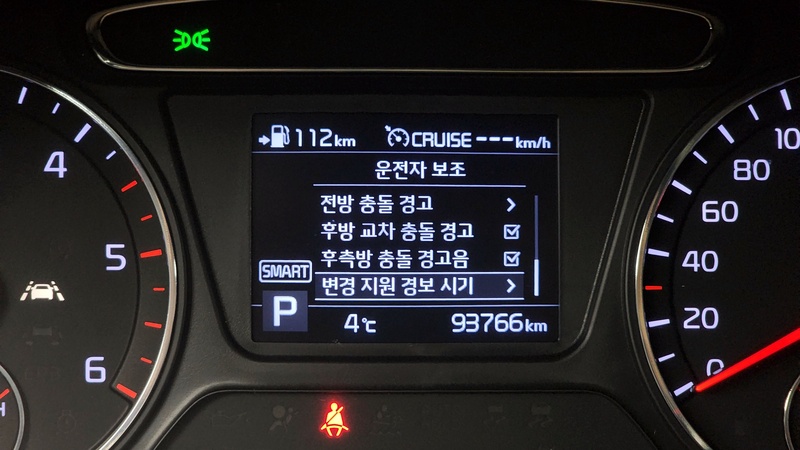 112km CRUISE ---km/h
운전자 보조
전방 충돌 경고
후방 교차 충돌 경고
후측방 충돌 경고음
변경 지원 경보 시기
SMART
P
4℃ 93766km
4
5
6
H
10
80
60
40
20
0